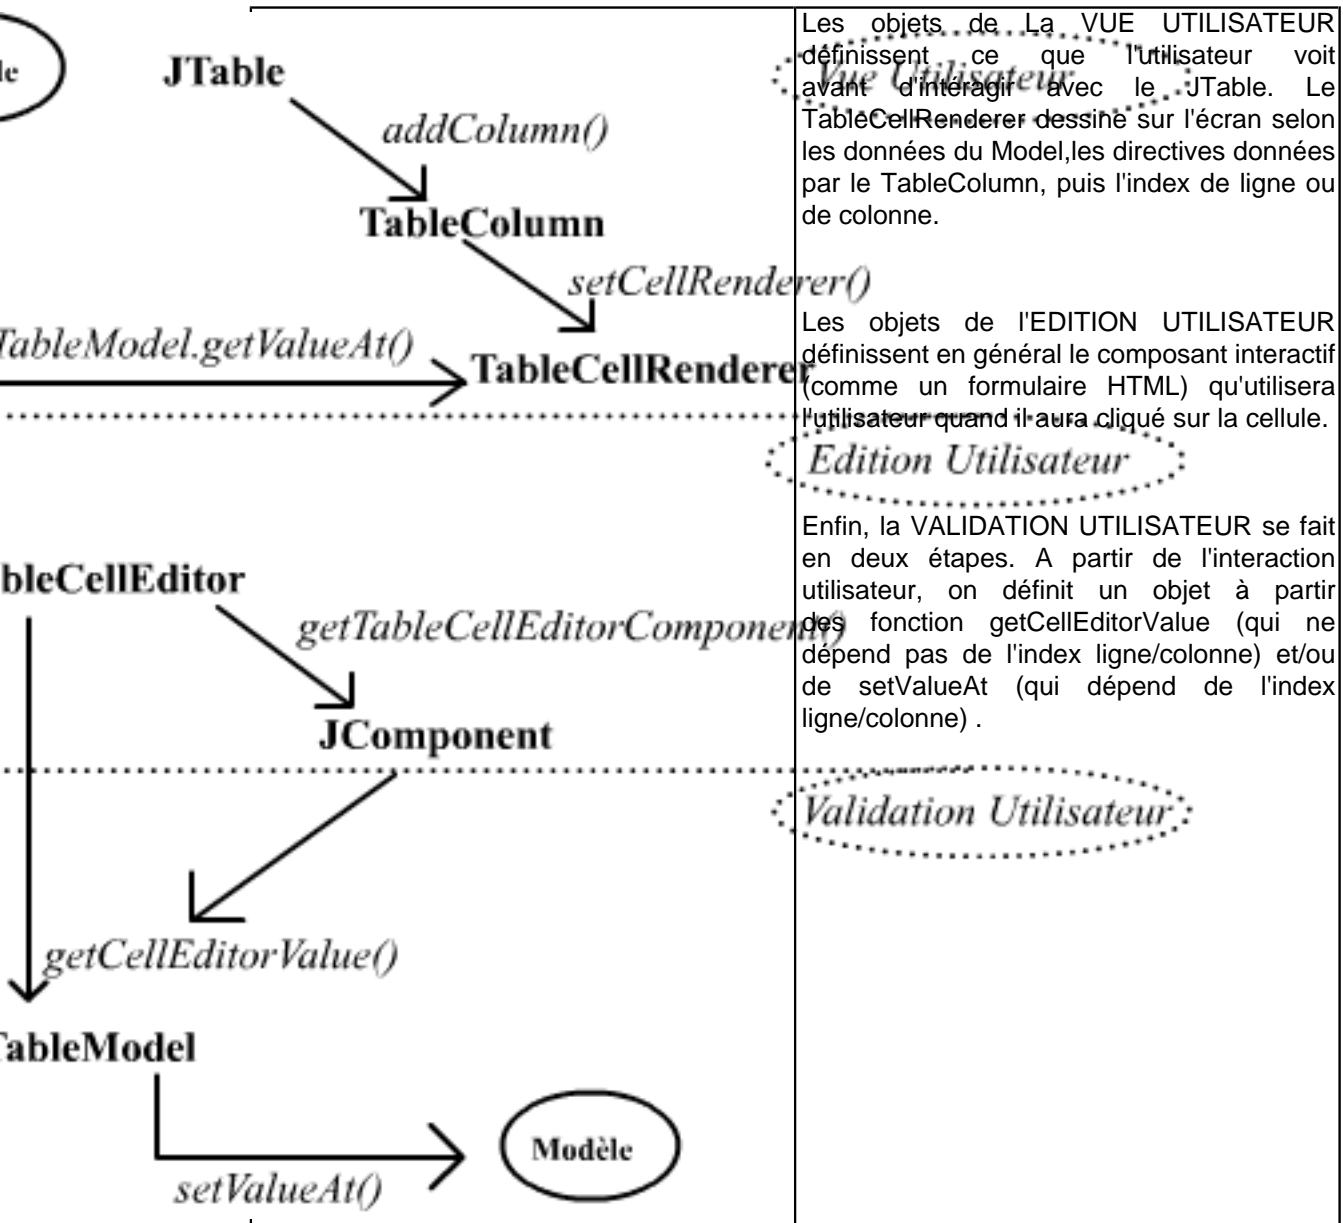 le
JTable
addColumn()
TableColumn
setCellRenderer()
TableModel.getValueAt()
TableCellRenderer
bleCellEditor
getTableCellEditorComponent()
JComponent
getCellEditorValue()
TableModel
setValueAt()
Modèle
Vue Utilisateur
Edition Utilisateur
Validation Utilisateur
Les objets de La VUE UTILISATEUR
définissent ce que l'utilisateur voit
avant d'intéragir avec le JTable. Le
TableCellRenderer dessine sur l'écran selon
les données du Model,les directives données
par le TableColumn, puis l'index de ligne ou
de colonne.
Les objets de l'EDITION UTILISATEUR
définissent en général le composant interactif
(comme un formulaire HTML) qu'utilisera
l'utilisateur quand il aura cliqué sur la cellule.
Enfin, la VALIDATION UTILISATEUR se fait
en deux étapes. A partir de l'interaction
utilisateur, on définit un objet à partir
des fonction getCellEditorValue (qui ne
dépend pas de l'index ligne/colonne) et/ou
de setValueAt (qui dépend de l'index
ligne/colonne) .